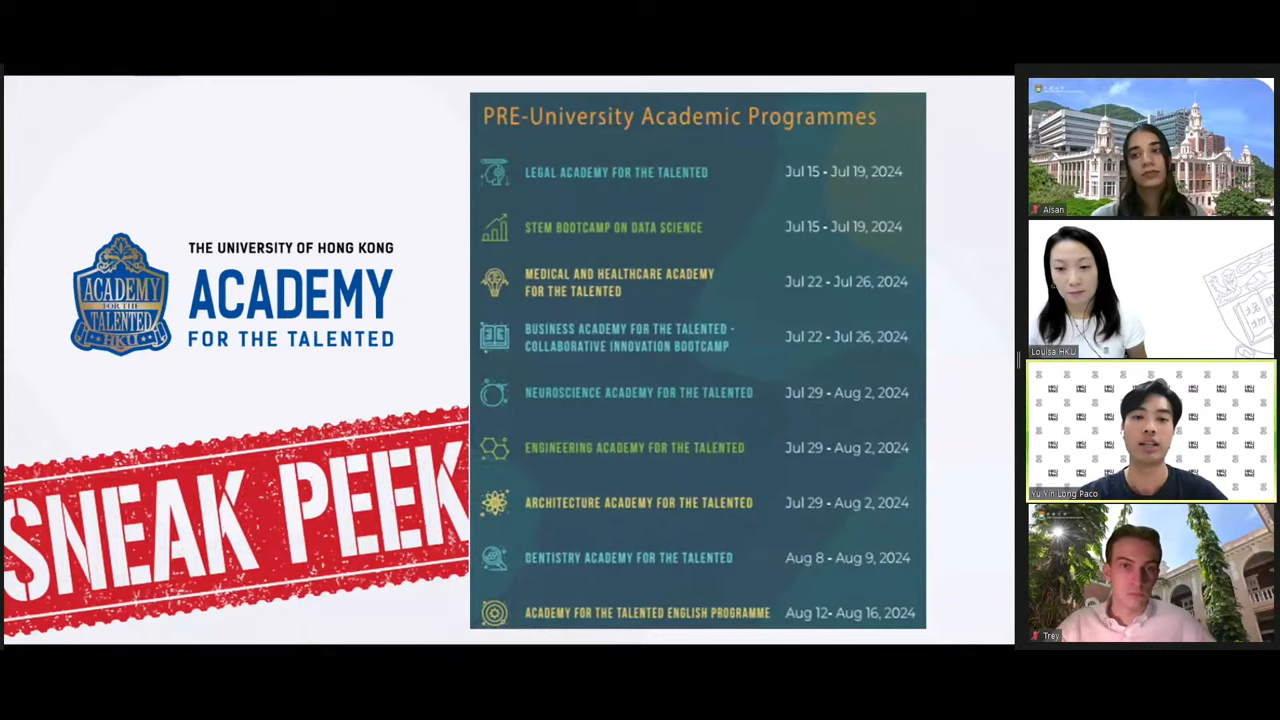 PRE-University Academic Programmes
LEGAL ACADEMY FOR THE TALENTED Jul 15 - Jul 19, 2024
STEM BOOTCAMP ON DATA SCIENCE Jul 15 - Jul 19, 2024
MEDICAL AND HEALTHCARE ACADEMY
FOR THE TALENTED Jul 22 - Jul 26, 2024
BUSINESS ACADEMY FOR THE TALENTED -
COLLABORATIVE INNOVATION BOOTCAMP Jul 22 - Jul 26, 2024
NEUROSCIENCE ACADEMY FOR THE TALENTED Jul 29 - Aug 2, 2024
ENGINEERING ACADEMY FOR THE TALENTED Jul 29 - Aug 2, 2024
ARCHITECTURE ACADEMY FOR THE TALENTED Jul 29 - Aug 2, 2024
DENTISTRY ACADEMY FOR THE TALENTED Aug 8 - Aug 9, 2024
ACADEMY FOR THE TALENTED ENGLISH PROGRAMME Aug 12- Aug 16, 2024
ACADEMY
FOR THE
TALENTED
HKU
THE UNIVERSITY OF HONG KONG
ACADEMY
FOR THE TALENTED
SNEAK PEEK
Aisan
Louisa HKU
Yu Yin Long Paco
Trey